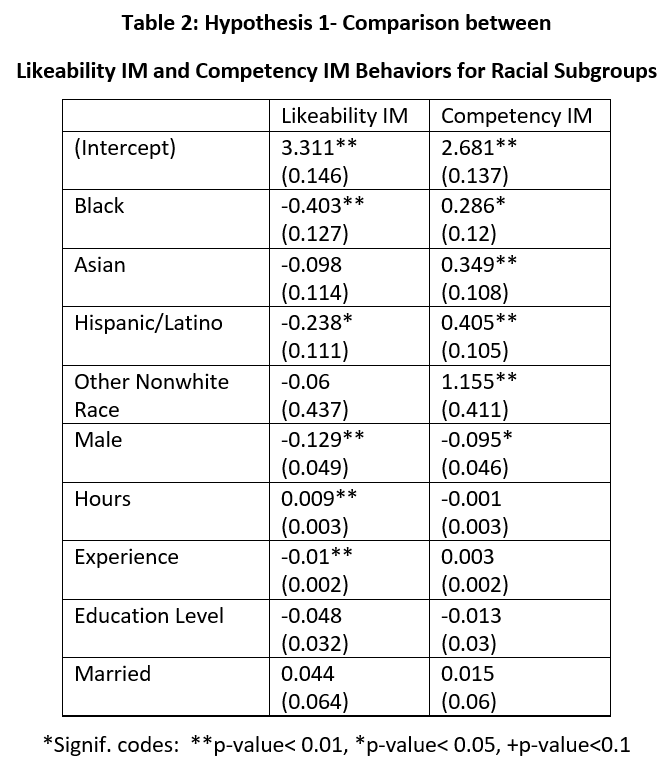 Table 2: Hypothesis 1- Comparison between
Likeability IM and Competency IM Behaviors for Racial Subgroups
Likeability IM Competency IM
(Intercept) 3.311** 2.681**
(0.146) (0.137)
Black -0.403** 0.286*
(0.127) (0.12)
Asian -0.098 0.349**
(0.114) (0.108)
Hispanic/Latino -0.238* 0.405**
(0.111) (0.105)
Other Nonwhite -0.06 1.155**
Race (0.437) (0.411)
Male -0.129** -0.095*
(0.049) (0.046)
Hours 0.009** -0.001
(0.003) (0.003)
Experience -0.01** 0.003
(0.002) (0.002)
Education Level -0.048 -0.013
(0.032) (0.03)
Married 0.044 0.015
(0.064) (0.06)
*Signif. codes: **p-value< 0.01, *p-value< 0.05, +p-value<0.1